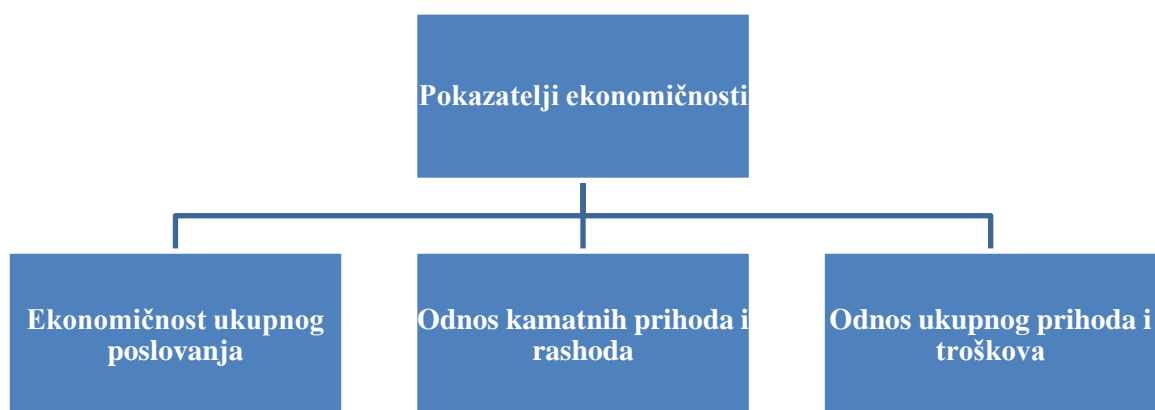 Pokazatelji ekonomičnosti
Ekonomičnost ukupnog
poslovanja
Odnos kamatnih prihoda i
rashoda
Odnos ukupnog prihoda i
troškova